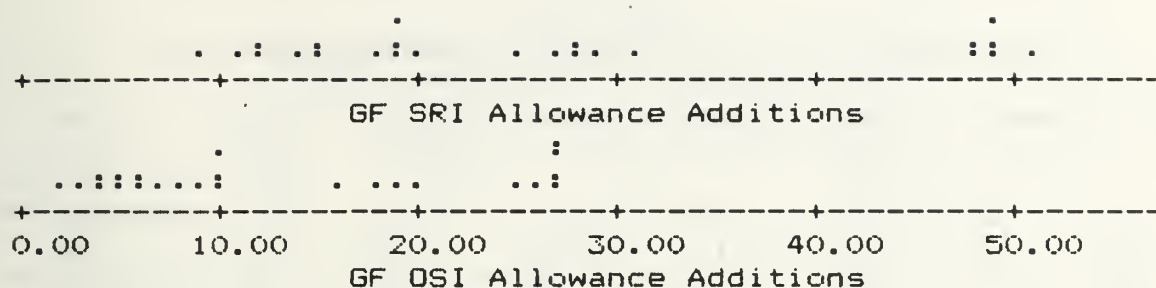 GF SRI Allowance Additions
0.00 10.00 20.00 30.00 40.00 50.00
GF OSI Allowance Additions